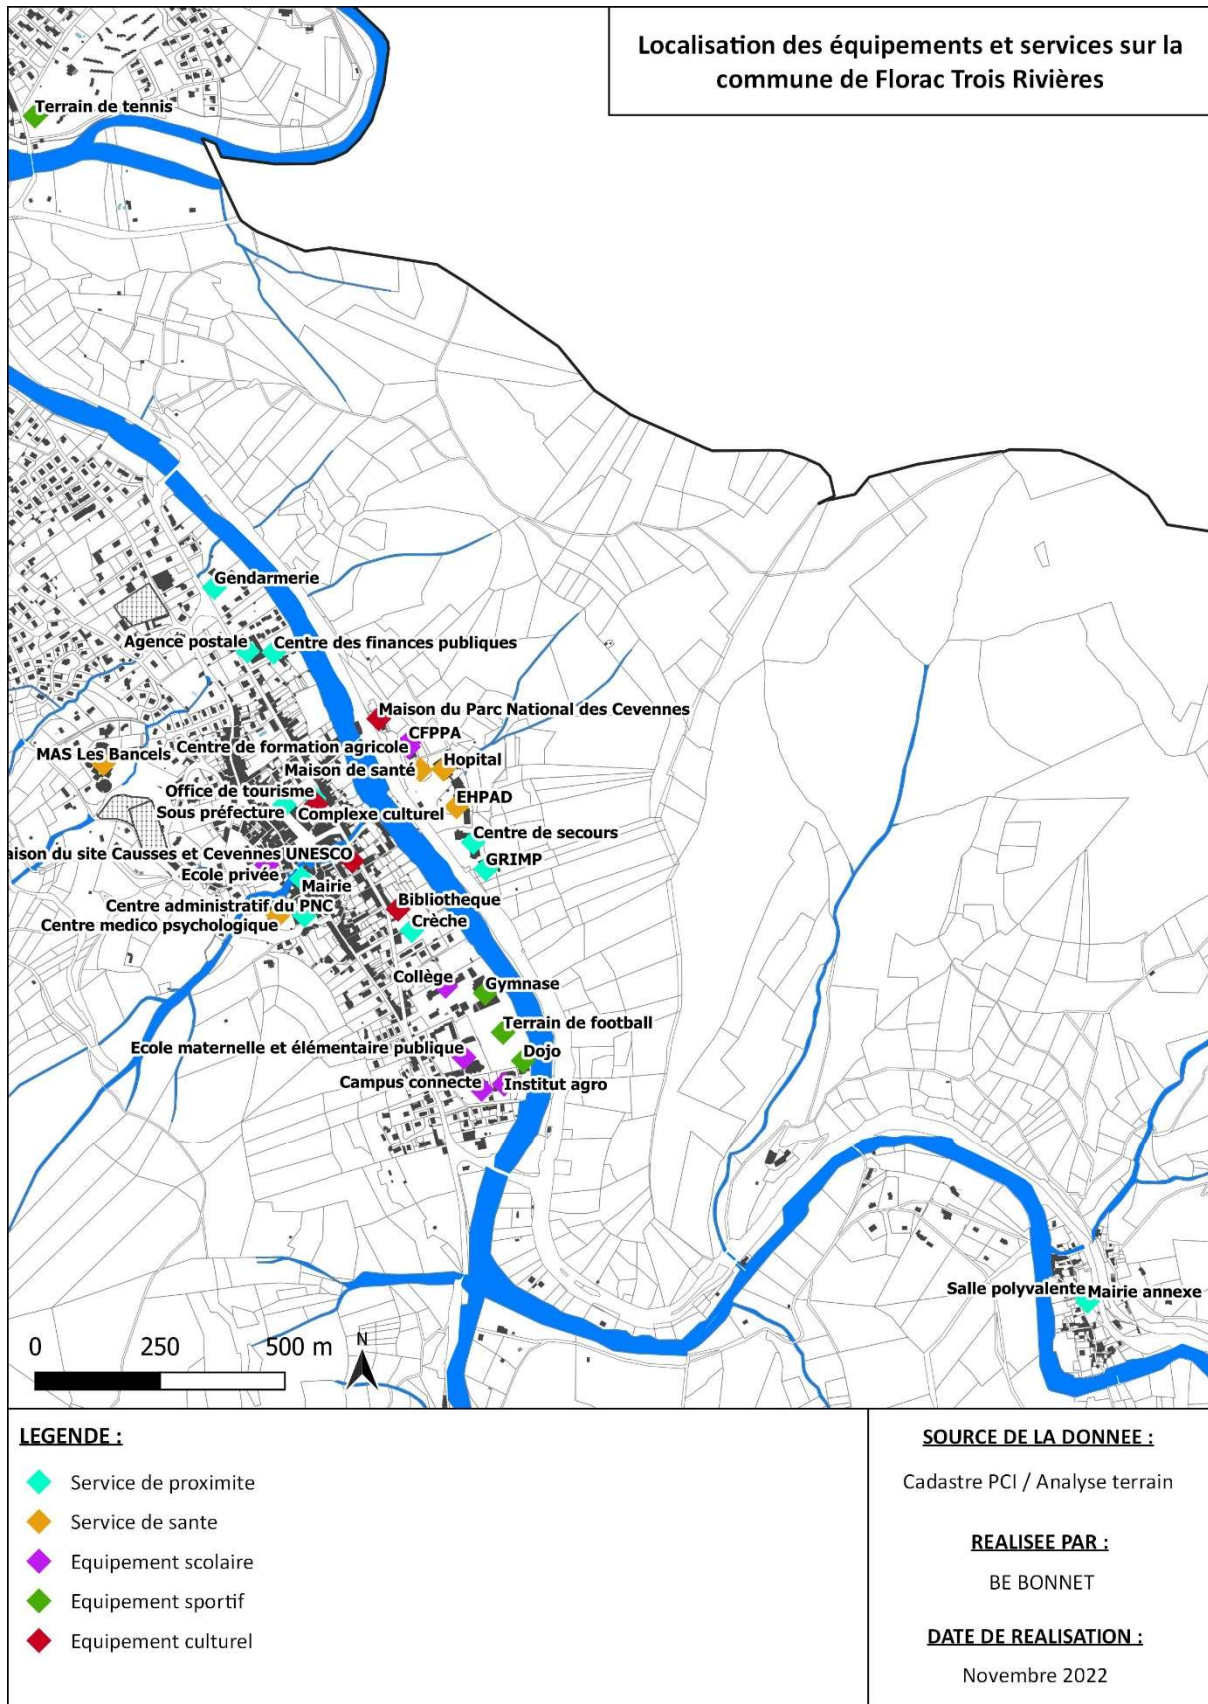 Localisation des équipements et services sur la
commune de Florac Trois Rivières
Terrain de tennis
Gendarmerie
Agence postale
Centre des finances publiques
Maison du Parc National des Cevennes
CFPPA
Centre de formation agricole
MAS Les Bancels
Maison de santé
Hopital
Office de tourisme
EHPAD
Sous préfecture
Complexe culturel
Centre de secours
aison du site Causses et Cevennes UNESCO
GRIMP
Ecole privée
Mairie
Bibliotheque
Centre administratif du PNC
Centre medico psychologique
Crèche
Collège
Gymnase
Terrain de football
Ecole maternelle et élémentaire publique
Dojo
Campus connecte
Institut agro
Salle polyvalente
Mairie annexe
0 250 500 m
N
LEGENDE :
Service de proximite
Service de sante
Equipement scolaire
Equipement sportif
Equipement culturel
SOURCE DE LA DONNEE :
Cadastre PCI / Analyse terrain
REALISEE PAR :
BE BONNET
DATE DE REALISATION :
Novembre 2022